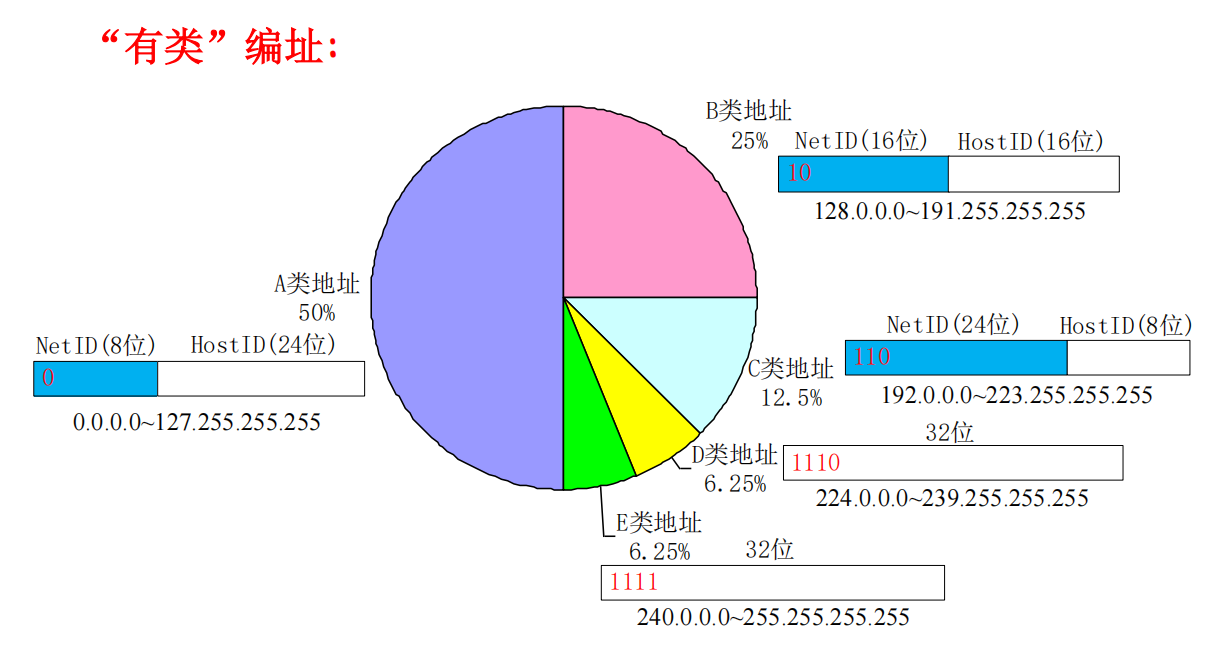 “有类”编址:
B类地址
25%
NetID(16位) HostID(16位)
10
128.0.0.0~191.255.255.255
A类地址
50%
NetID(8位) HostID(24位)
0
0.0.0.0~127.255.255.255
NetID(24位) HostID(8位)
110
C类地址
12.5%
192.0.0.0~223.255.255.255
32位
D类地址
6.25%
1110
224.0.0.0~239.255.255.255
E类地址
6.25%
32位
1111
240.0.0.0~255.255.255.255